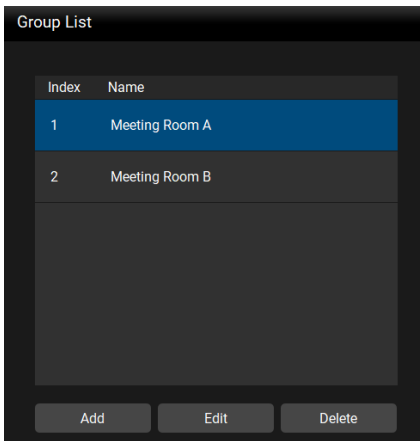 Group List
Index Name
1 Meeting Room A
2 Meeting Room B
Add Edit Delete